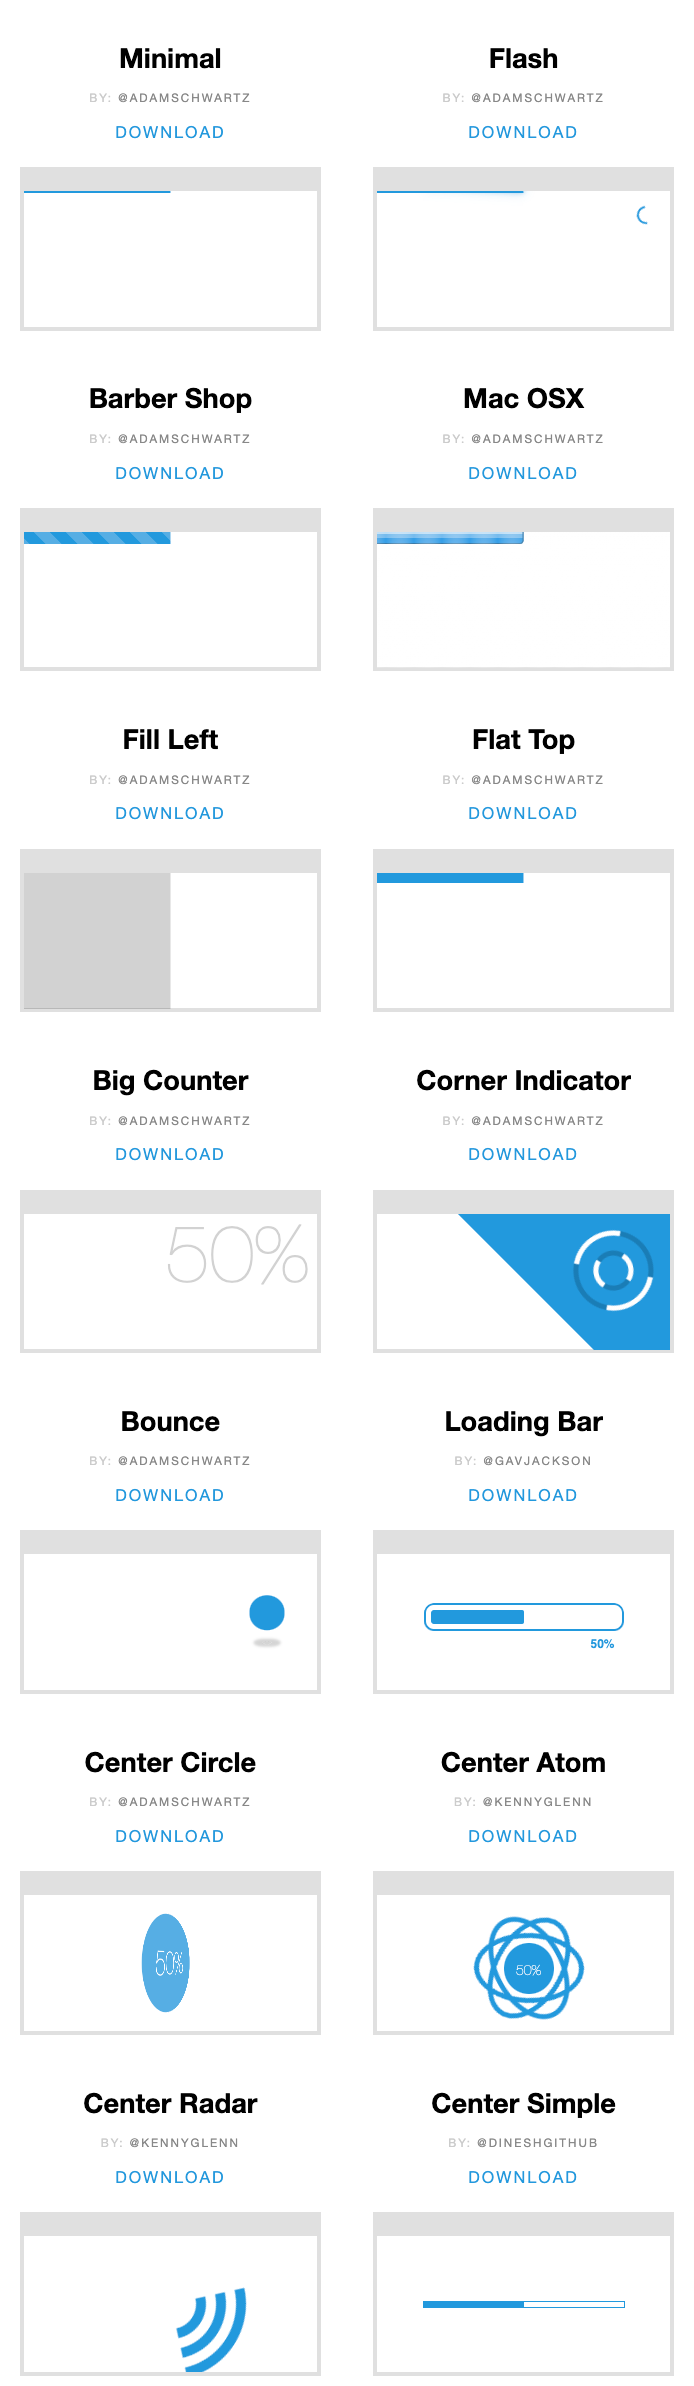 Minimal
BY: @ADAMSCHWARTZ
DOWNLOAD
Flash
BY: @ADAMSCHWARTZ
DOWNLOAD
Barber Shop
BY: @ADAMSCHWARTZ
DOWNLOAD
Mac OSX
BY: @ADAMSCHWARTZ
DOWNLOAD
Fill Left
BY: @ADAMSCHWARTZ
DOWNLOAD
Flat Top
BY: @ADAMSCHWARTZ
DOWNLOAD
Big Counter
BY: @ADAMSCHWARTZ
DOWNLOAD
50%
Corner Indicator
BY: @ADAMSCHWARTZ
DOWNLOAD
Bounce
BY: @ADAMSCHWARTZ
DOWNLOAD
Loading Bar
BY: @GAVJACKSON
DOWNLOAD
50%
Center Circle
BY: @ADAMSCHWARTZ
DOWNLOAD
50%
Center Atom
BY: @KENNYGLENN
DOWNLOAD
50%
Center Radar
BY: @KENNYGLENN
DOWNLOAD
Center Simple
BY: @DINESHGITHUB
DOWNLOAD